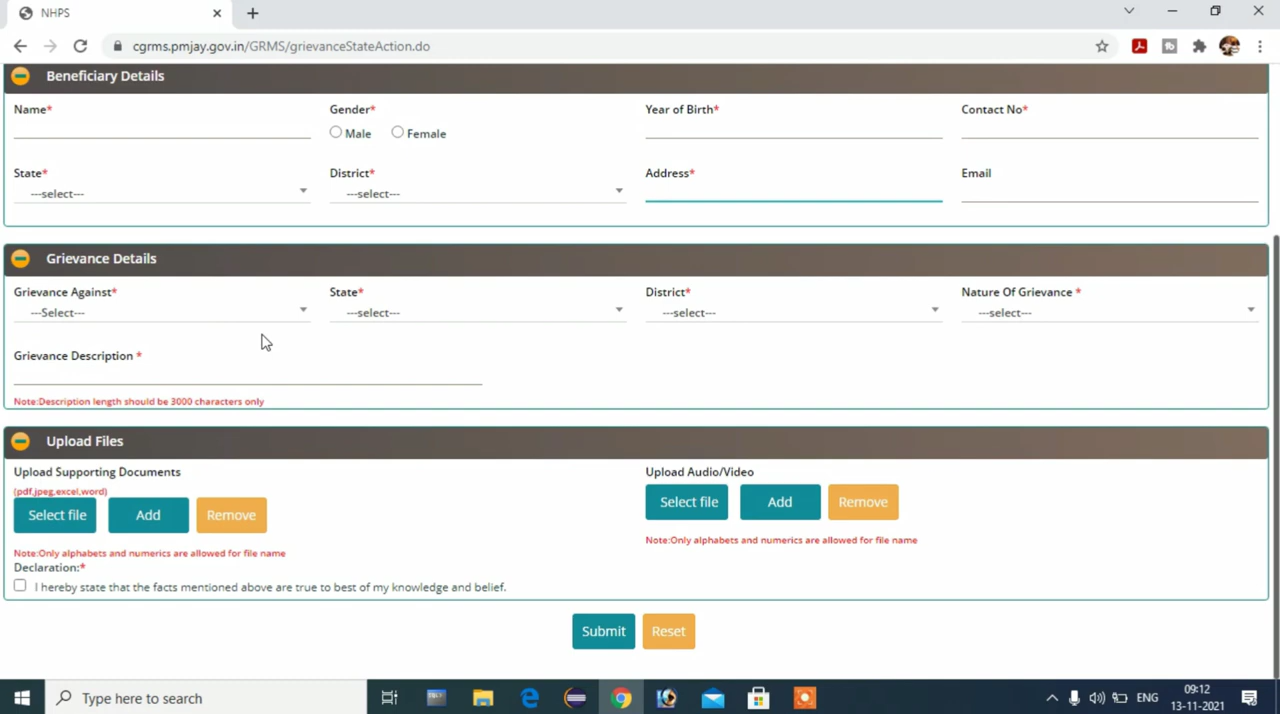 NHPS
cgrms.pmjay.gov.in/GRMS/grievanceStateAction.do
Beneficiary Details
Name* Gender* Year of Birth* Contact No*
Male Female
State* District* Address* Email
---select--- ---select---
Grievance Details
Grievance Against* State* District* Nature Of Grievance *
---Select--- ---select--- ---select--- ---select---
Grievance Description *
Note:Description length should be 3000 characters only
Upload Files
Upload Supporting Documents Upload Audio/Video
(pdf,jpeg,excel,word)
Select file Add Remove Select file Add Remove
Note:Only alphabets and numerics are allowed for file name
Note:Only alphabets and numerics are allowed for file name
Declaration:*
I hereby state that the facts mentioned above are true to best of my knowledge and belief.
Submit Reset
Type here to search
ENG
09:12
13-11-2021